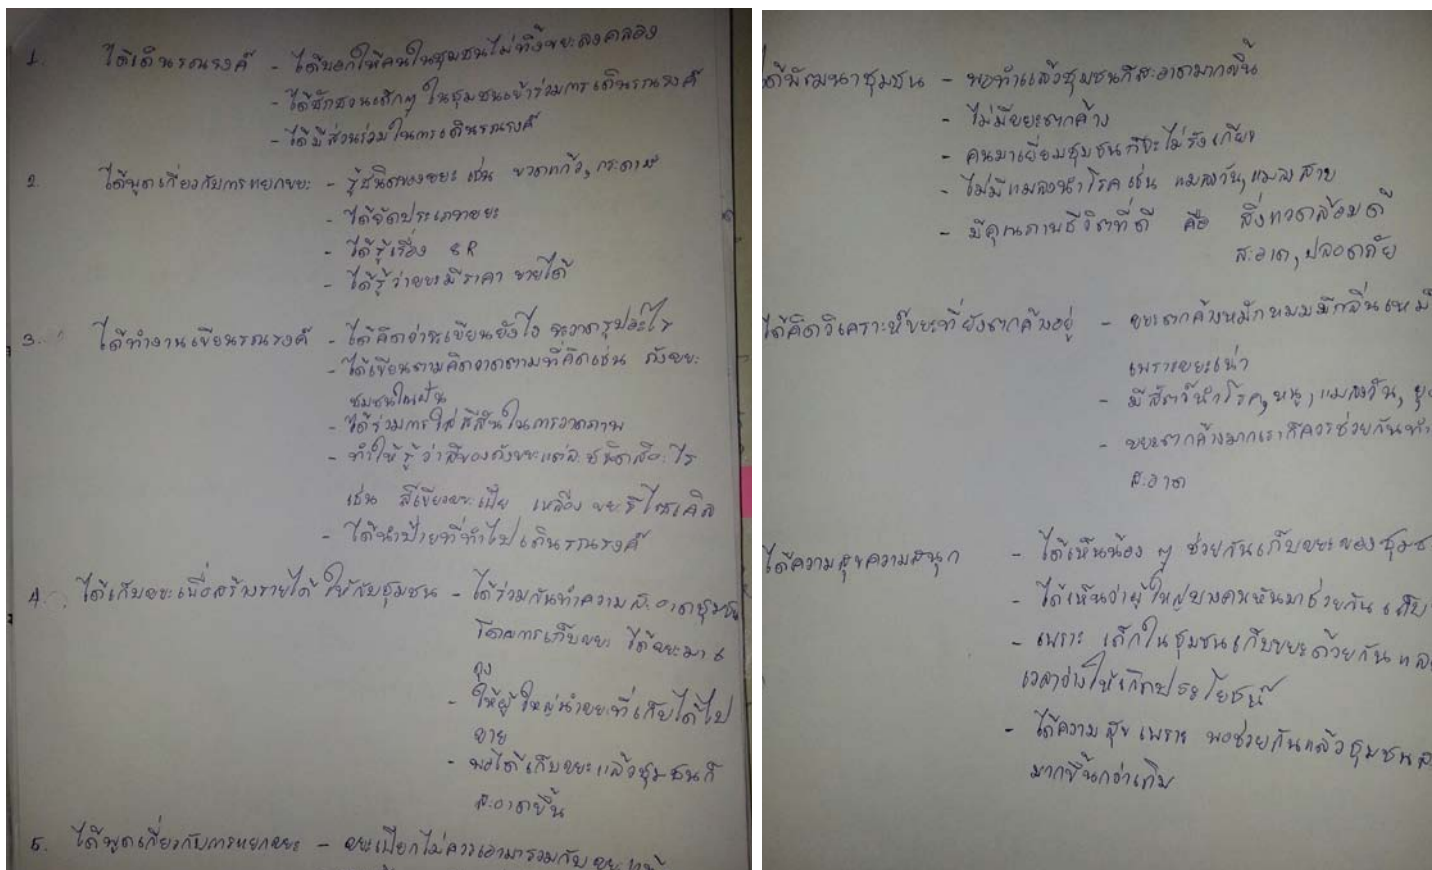 1. ได้เดินรณรงค์ - ได้บอกให้คนในชุมชนไม่ทิ้งขยะลงคลอง
- ได้ชักชวนเด็กๆ ในชุมชนเข้าร่วมการเดินรณรงค์
- ได้มีส่วนร่วมในการเดินรณรงค์
2. ได้พูดเกี่ยวกับการแยกขยะ - รู้ชนิดของขยะ เช่น ขวดแก้ว, กระดาษ
- ได้จัดประเภทขยะ
- ได้รู้เรื่อง 8R
- ได้รู้ว่าขยะมีราคา ขายได้
3. ได้ทำงานเขียนรณรงค์ - ได้คิดว่าจะเขียนยังไง จะวาดรูปอะไร
- ได้เขียนตามคิดวาดตามที่คิดเช่น ถังขยะ
ชุมชนในฝัน
- ได้ร่วมการใส่สีสันในการวาดภาพ
- ทำให้รู้ว่าสีของถังขยะแต่ละชนิดสีอะไร
เช่น สีเขียวขยะเปียก เหลือง ขยะรีไซเคิล
- ได้นำป้ายที่ทำไปเดินรณรงค์
4. ได้เก็บขยะเพื่อสร้างรายได้ ให้กับชุมชน - ได้ร่วมกันทำความสะอาดชุมชน
โดยการเก็บขยะ ได้ขยะมา 6
ถุง
- ให้ผู้ใหญ่นำขยะที่เก็บได้ไป
ขาย
- พอได้เก็บขยะแล้วชุมชนก็
สะอาดขึ้น
5. ได้พูดเกี่ยวกับการแยกขยะ - ขยะเปียกไม่ควรเอามารวมกับขยะ
ได้พัฒนาชุมชน - พอทำแล้วชุมชนก็สะอาดมากขึ้น
- ไม่มีขยะตกค้าง
- คนมาเยี่ยมชุมชนก็จะไม่รังเกียจ
- ไม่มีแมลงนำโรค เช่น แมลงวัน, แมลงสาบ
- มีคุณภาพชีวิตที่ดี คือ สิ่งแวดล้อมดี
สะอาด, ปลอดภัย
ได้คิดวิเคราะห์ขยะที่ยังตกค้างอยู่ - ขยะตกค้างหมักหมมมีกลิ่นเหม็
เพราะขยะเน่า
- มีสัตว์นำโรค, หนู, แมลงวัน,
- ขยะตกค้างมากเราก็ควรช่วยกันทำ
สะอาด
ได้ความสุขความสนุก - ได้เห็นน้อง ๆ ช่วยกันเก็บขยะของชุมช
- ได้เห็นว่าผู้ใหญ่บางคนหันมาช่วยกัน เก็บ
- เพราะ เด็กในชุมชนเก็บขยะด้วยกัน แล
เวลาว่างให้เกิดประโยชน์
- ได้ความสุข เพราะ พอช่วยกันแล้วชุมชนส
มากขึ้นกว่าเดิม